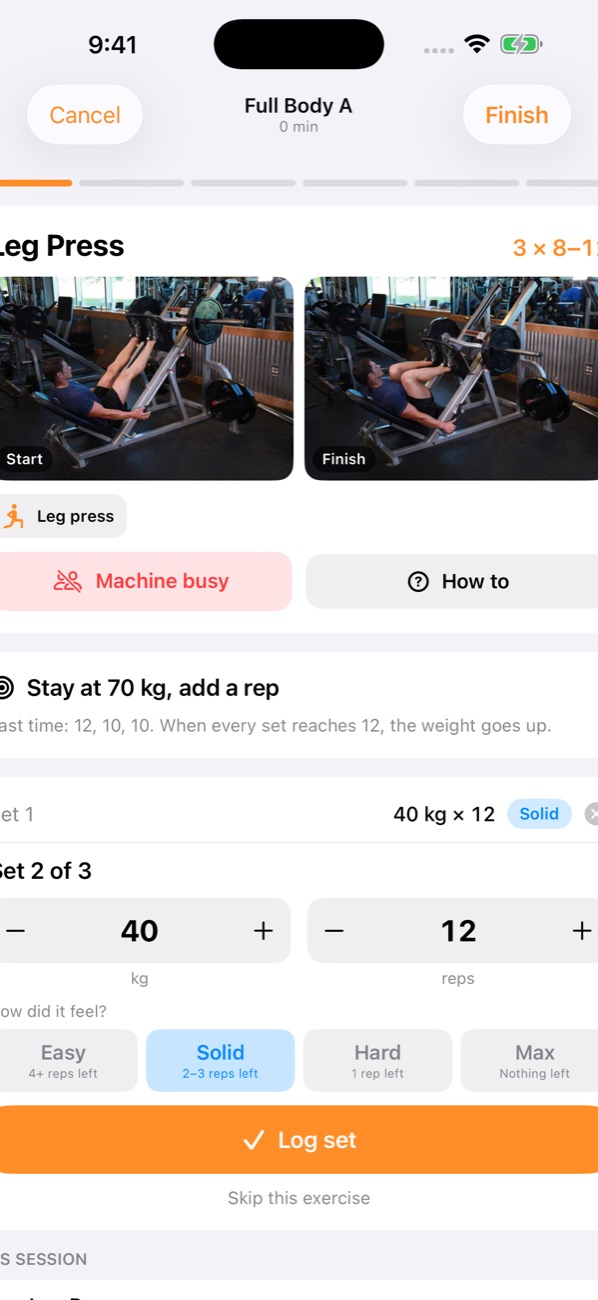 9:41
Cancel
Full Body A
0 min
Finish
Leg Press
3 × 8–1
Start
Finish
Leg press
Machine busy
How to
Stay at 70 kg, add a rep
ast time: 12, 10, 10. When every set reaches 12, the weight goes up.
et 1
40 kg × 12
Solid
Set 2 of 3
40
12
kg
reps
ow did it feel?
Easy
Solid
Hard
Max
4+ reps left
2–3 reps left
1 rep left
Nothing left
Log set
Skip this exercise
S SESSION